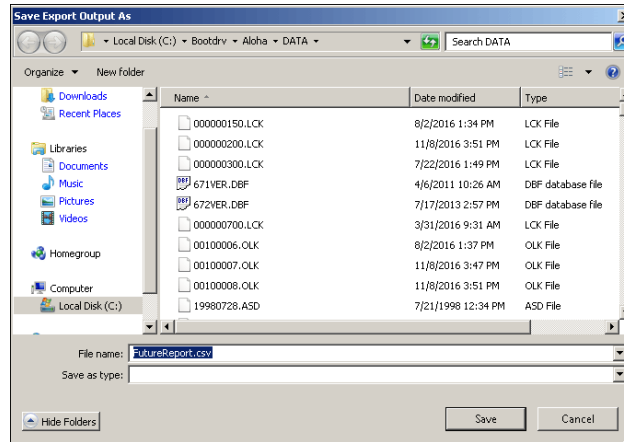 Save Export Output As
Local Disk (C:) Bootdrv Aloha DATA Search DATA
Organize New folder
Downloads
Recent Places
Libraries
Documents
Music
Pictures
Videos
Homegroup
Computer
Local Disk (C:)
Name Date modified Type
000000150.LCK 8/2/2016 1:34 PM LCK File
000000200.LCK 11/8/2016 3:51 PM LCK File
000000300.LCK 7/22/2016 1:49 PM LCK File
671VER.DBF 4/6/2011 10:26 AM DBF database file
672VER.DBF 7/17/2013 2:57 PM DBF database file
000000700.LCK 3/31/2016 9:31 AM LCK File
00100006.OLK 8/2/2016 1:37 PM OLK File
00100007.OLK 11/8/2016 3:47 PM OLK File
00100008.OLK 11/8/2016 3:51 PM OLK File
19980728.ASD 7/21/1998 12:34 PM ASD File
File name: FutureReport.csv
Save as type:
Hide Folders Save Cancel